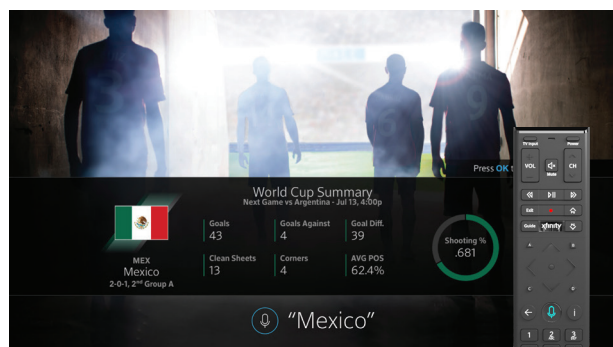 Press OK t
World Cup Summary
Next Game vs Argentina - Jul 13, 4:00p
MEX
Mexico
2-0-1, 2nd Group A
Goals
43
Goals Against
4
Goal Diff.
39
Clean Sheets
13
Corners
4
AVG POS
62.4%
Shooting %
.681
"Mexico"
TV Input
Power
VOL
Mute
CH
Exit
Guide
xfinity
A
B
C
D
i
1
2
3